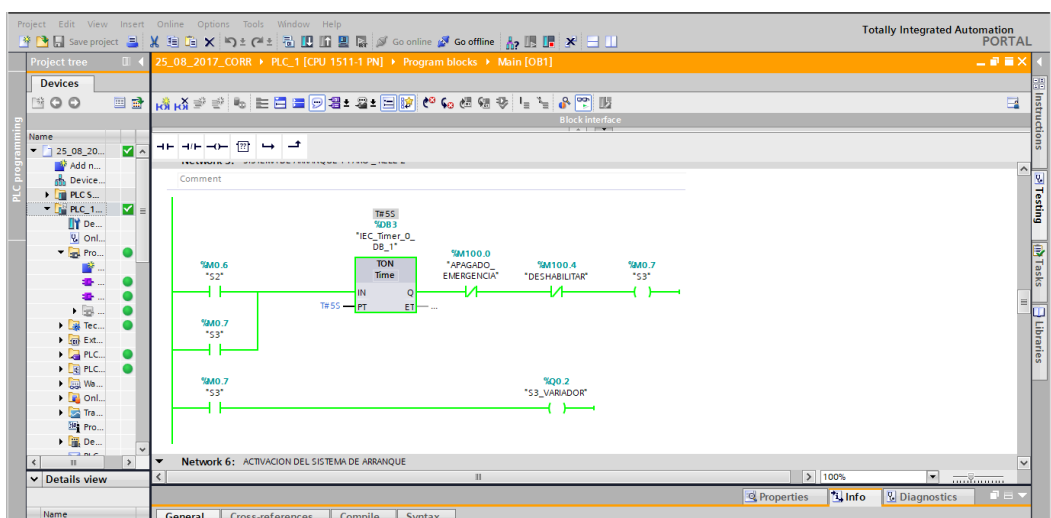 Project Edit View Insert Online Options Tools Window Help
Totally Integrated Automation
PORTAL
Save project
Go online
Go offline
Project tree
25_08_2017_CORR
PLC_1 [CPU 1511-1 PN]
Program blocks
Main [OB1]
Devices
Block interface
Name
25_08_20...
Add n...
Device...
PLC S...
PLC_1...
De...
Onl...
Pro...
...
...
...
...
Tec...
Ext...
PLC...
PLC...
Wa...
Onl...
Tra...
Pro...
De...
Details view
Name
PLC programming
Comment
T#5S
%DB3
"IEC_Timer_0_
DB_1"
TON
Time
IN
Q
T#5S
PT
ET
...
%M0.6
"S2"
%M100.0
"APAGADO_
EMERGENCIA"
%M100.4
"DESHABILITAR"
%M0.7
"S3"
%M0.7
"S3"
%M0.7
"S3"
%Q0.2
"S3_VARIADOR"
Network 6: ACTIVACION DEL SISTEMA DE ARRANQUE
100%
Properties
Info
Diagnostics
General
Cross-references
Compile
Syntax
Instructions
Testing
Tasks
Libraries